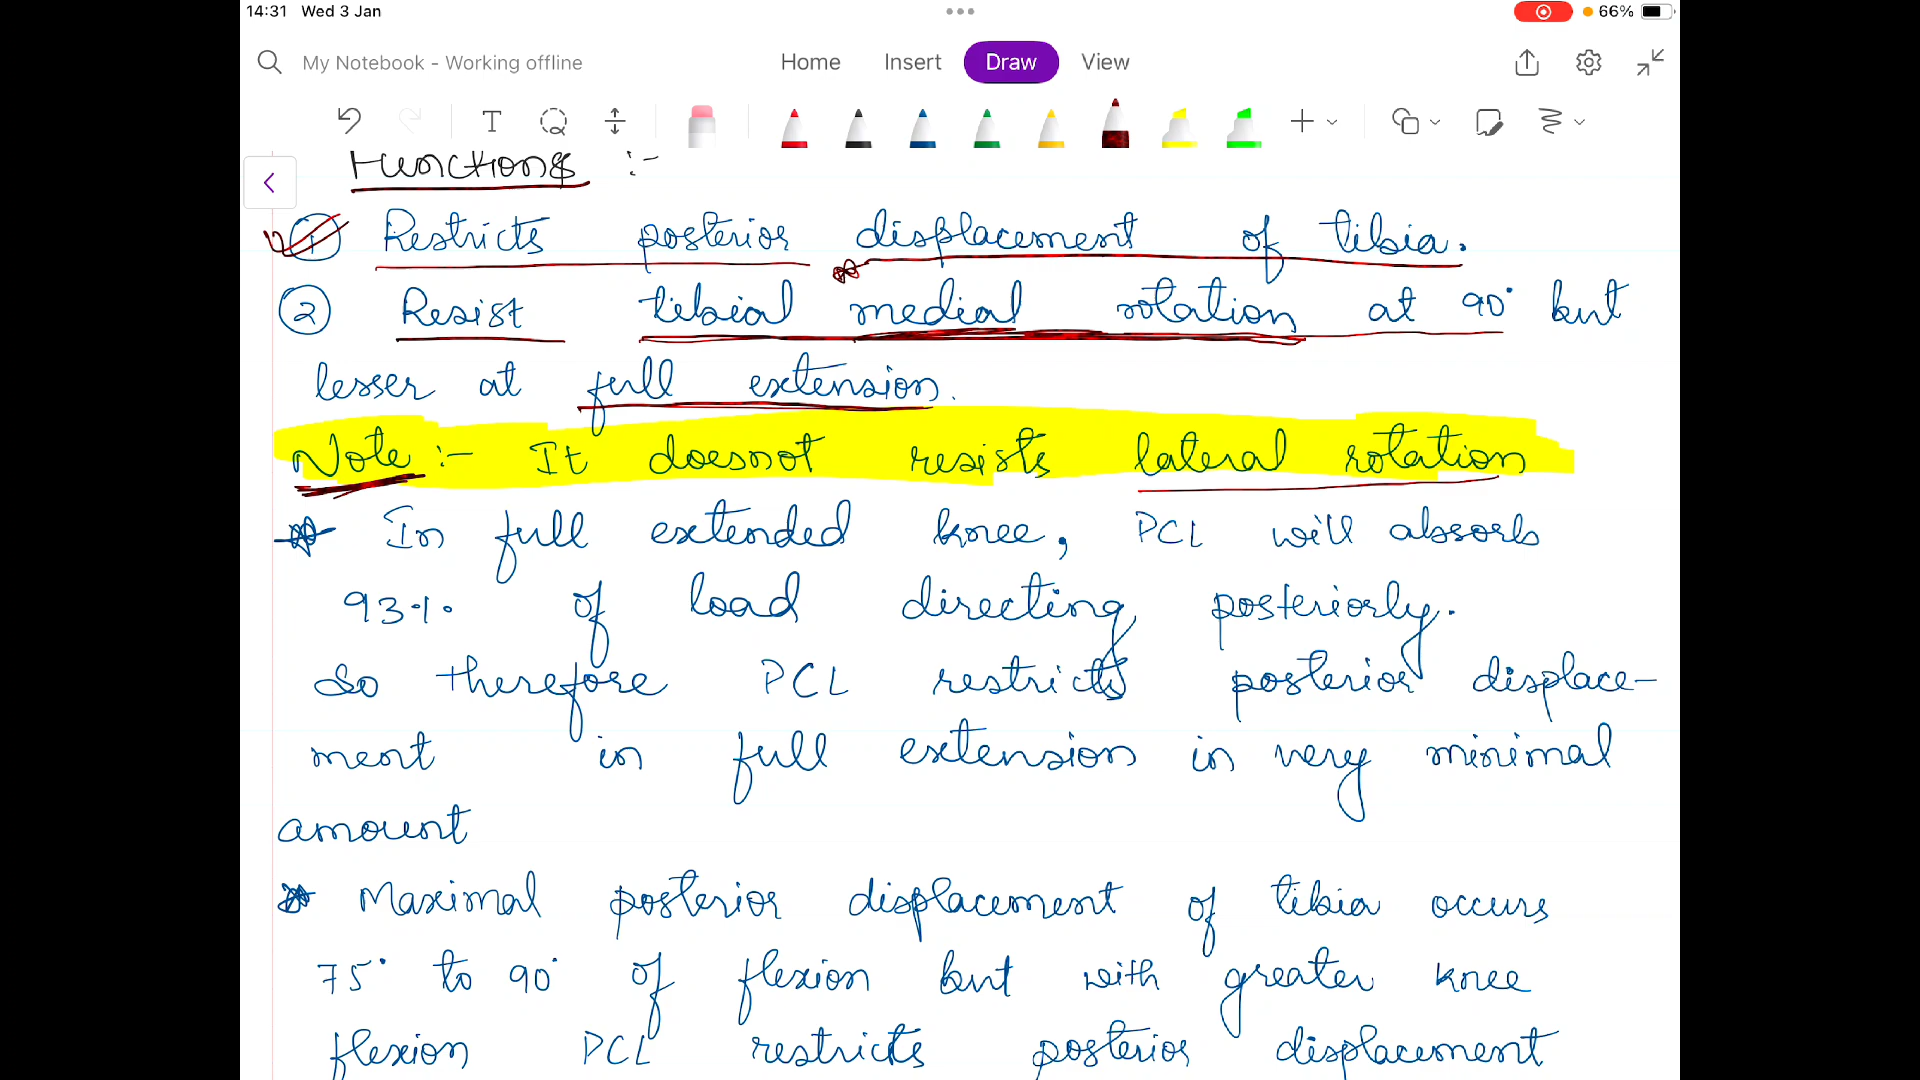 14:31 Wed 3 Jan
66%
My Notebook - Working offline
Home Insert Draw View
Functions :-
① Restricts posterior displacement of tibia.
② Resist tibial medial rotation at 90° but
lesser at full extension.
Note :- It doesnot resists lateral rotation
In full extended knee, PCL will absorb
93% of load directing posteriorly.
So therefore PCL restricts posterior displace-
ment in full extension in very minimal
amount
Maximal posterior displacement of tibia occurs
75° to 90° of flexion but with greater knee
flexion PCL restricts posterior displacement